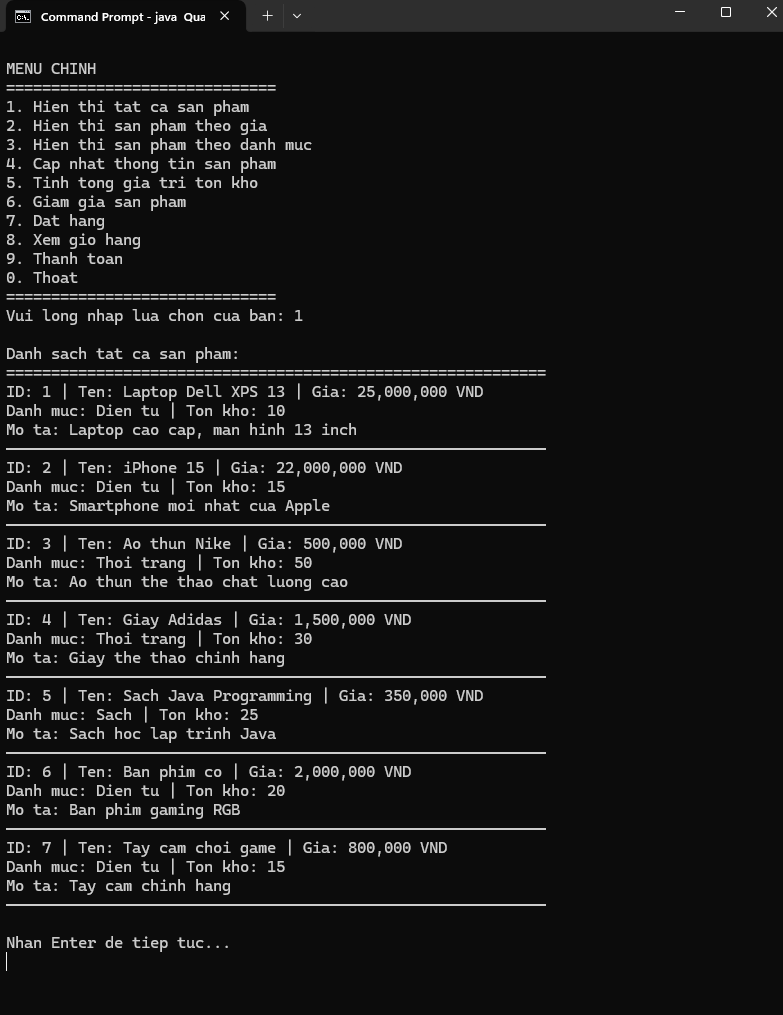 Command Prompt - java Qua
MENU CHINH
==============================
1. Hien thi tat ca san pham
2. Hien thi san pham theo gia
3. Hien thi san pham theo danh muc
4. Cap nhat thong tin san pham
5. Tinh tong gia tri ton kho
6. Giam gia san pham
7. Dat hang
8. Xem gio hang
9. Thanh toan
0. Thoat
==============================
Vui long nhap lua chon cua ban: 1
Danh sach tat ca san pham:
============================================================
ID: 1 | Ten: Laptop Dell XPS 13 | Gia: 25,000,000 VND
Danh muc: Dien tu | Ton kho: 10
Mo ta: Laptop cao cap, man hinh 13 inch
------------------------------------------------------------
ID: 2 | Ten: iPhone 15 | Gia: 22,000,000 VND
Danh muc: Dien tu | Ton kho: 15
Mo ta: Smartphone moi nhat cua Apple
------------------------------------------------------------
ID: 3 | Ten: Ao thun Nike | Gia: 500,000 VND
Danh muc: Thoi trang | Ton kho: 50
Mo ta: Ao thun the thao chat luong cao
------------------------------------------------------------
ID: 4 | Ten: Giay Adidas | Gia: 1,500,000 VND
Danh muc: Thoi trang | Ton kho: 30
Mo ta: Giay the thao chinh hang
------------------------------------------------------------
ID: 5 | Ten: Sach Java Programming | Gia: 350,000 VND
Danh muc: Sach | Ton kho: 25
Mo ta: Sach hoc lap trinh Java
------------------------------------------------------------
ID: 6 | Ten: Ban phim co | Gia: 2,000,000 VND
Danh muc: Dien tu | Ton kho: 20
Mo ta: Ban phim gaming RGB
------------------------------------------------------------
ID: 7 | Ten: Tay cam choi game | Gia: 800,000 VND
Danh muc: Dien tu | Ton kho: 15
Mo ta: Tay cam chinh hang
------------------------------------------------------------
Nhan Enter de tiep tuc...